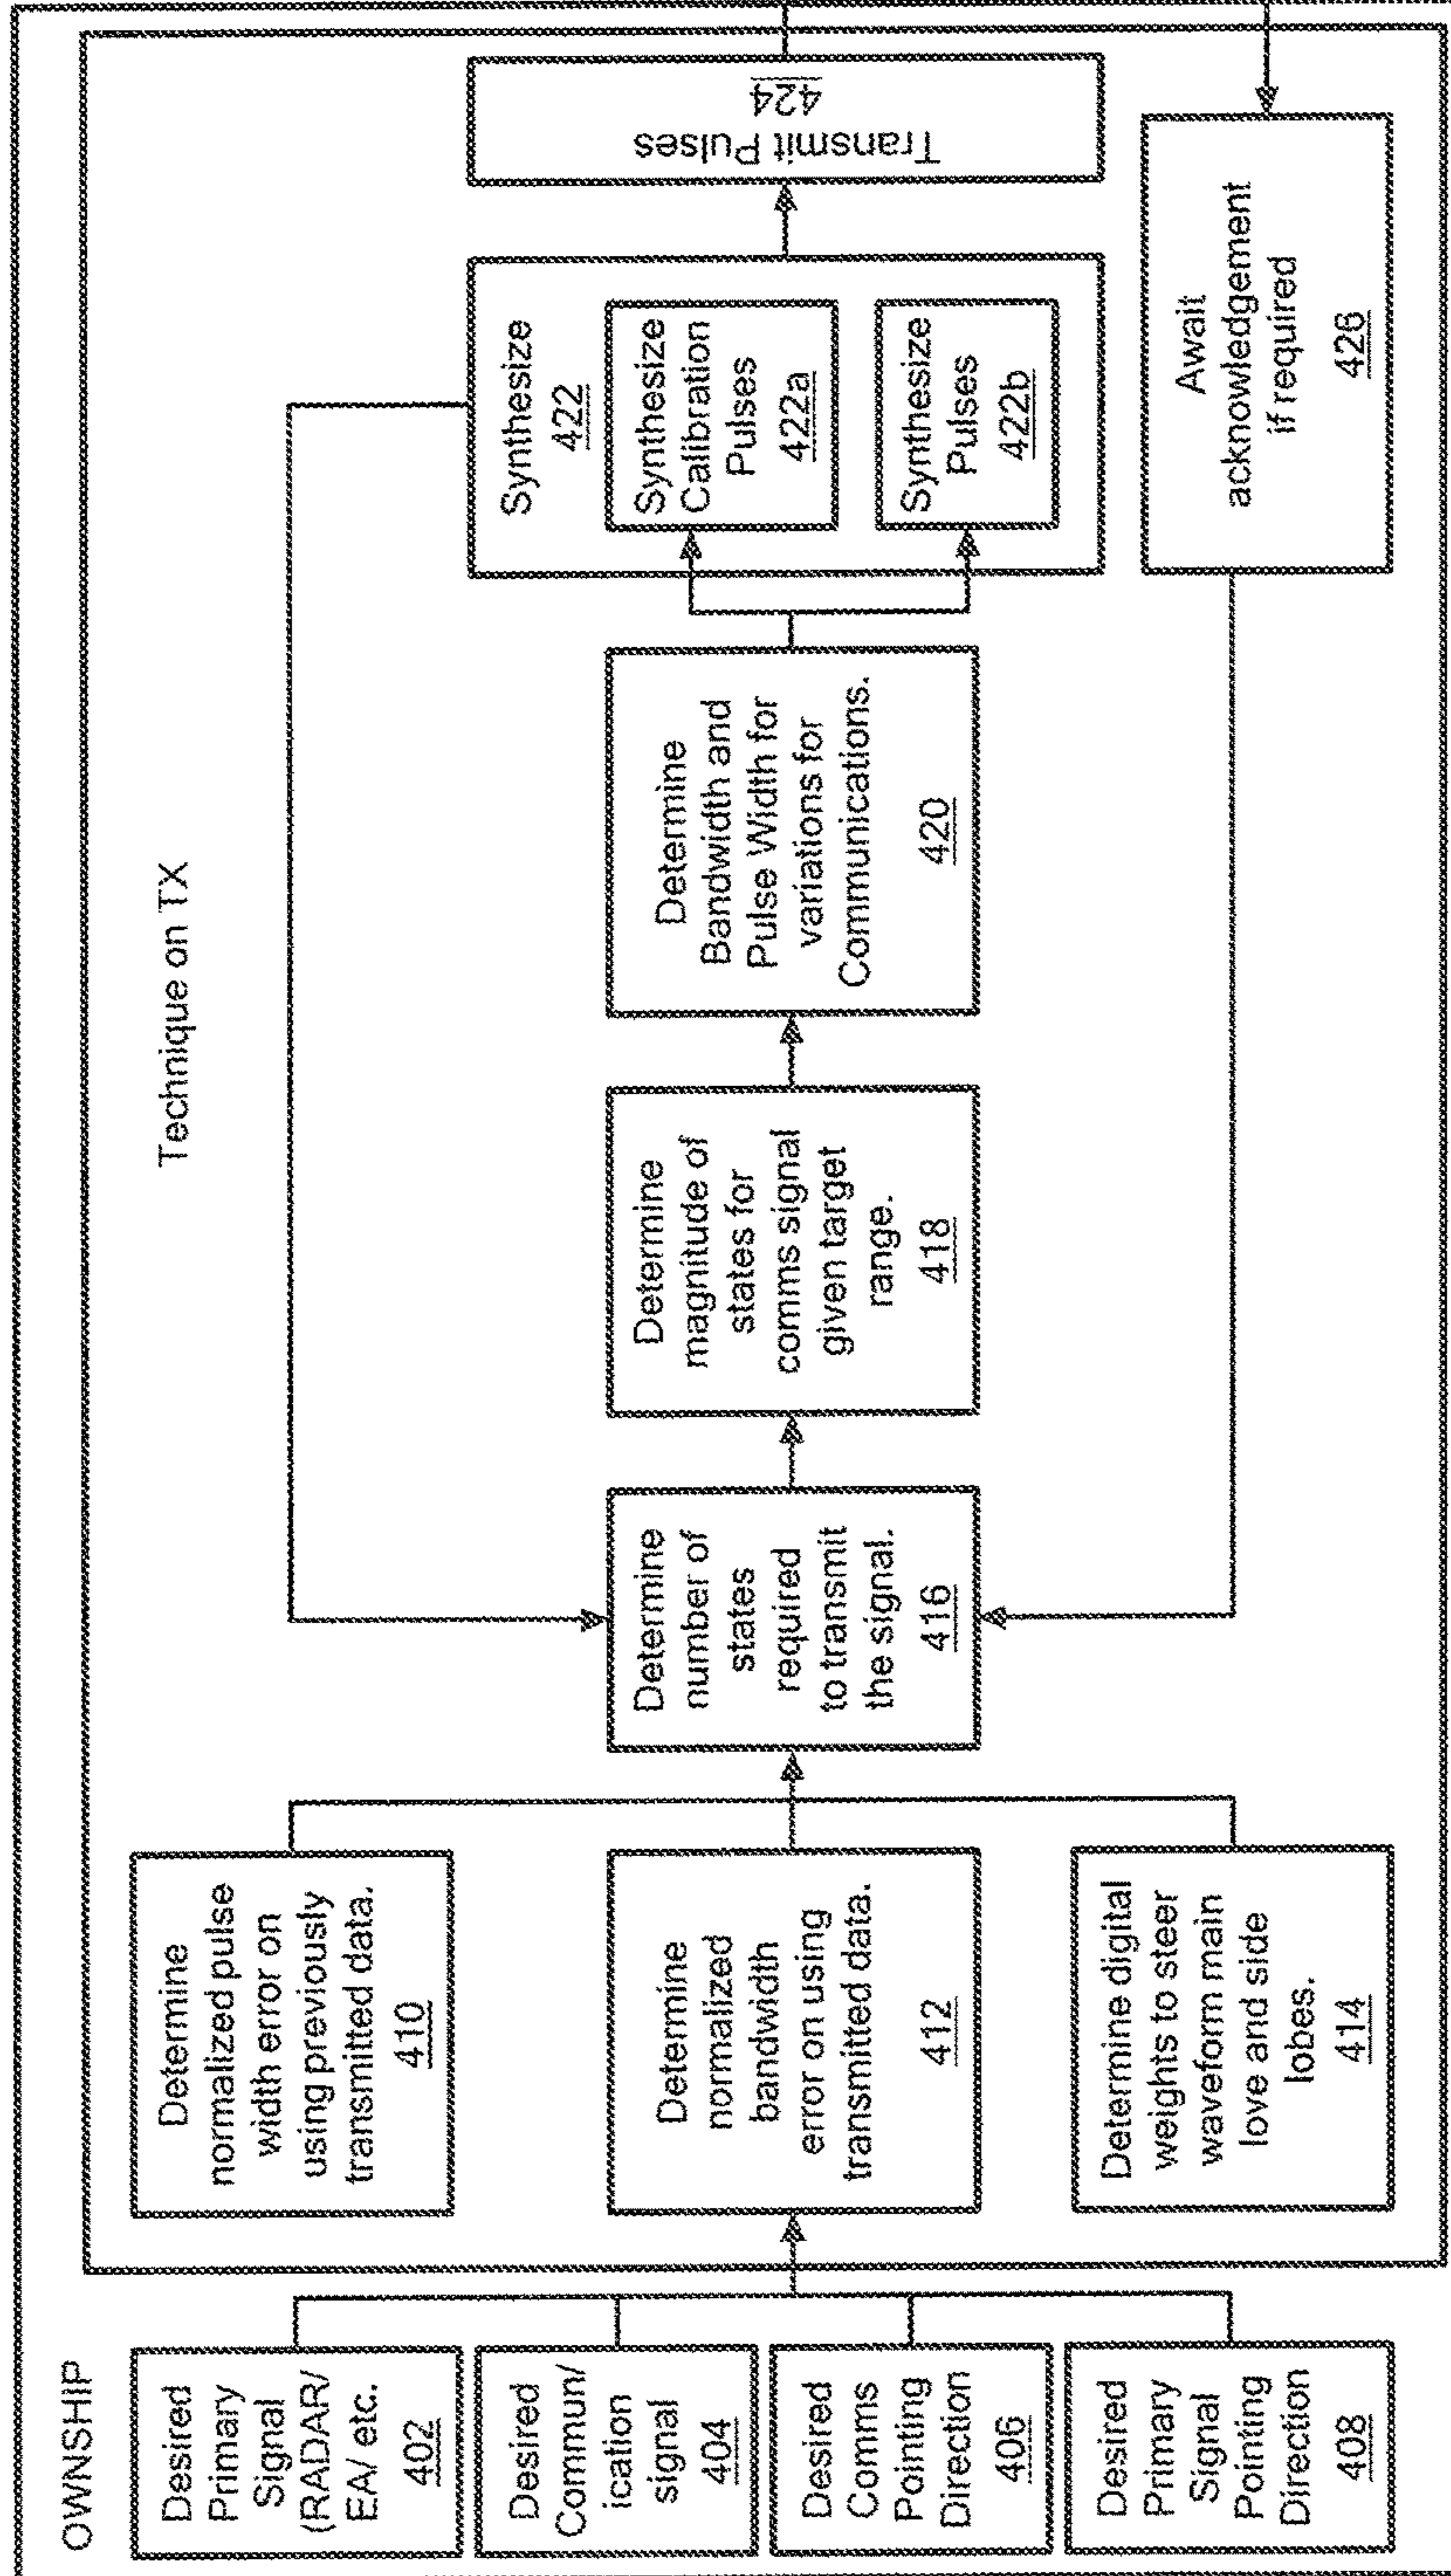 OWNSHIP
Desired
Primary
Signal
(RADAR/
EA/ etc.
402
Desired
Commun/
ication
signal
404
Desired
Comms
Pointing
Direction
406
Desired
Primary
Signal
Pointing
Direction
408
Technique on TX
Determine
normalized pulse
width error on
using previously
transmitted data.
410
Determine
normalized
bandwidth
error on using
transmitted data.
412
Determine digital
weights to steer
waveform main
love and side
lobes.
414
Determine
number of
states
required
to transmit
the signal.
416
Determine
magnitude of
states for
comms signal
given target
range.
418
Determine
Bandwidth and
Pulse Width for
variations for
Communications.
420
Synthesize
422
Synthesize
Calibration
Pulses
422a
Synthesize
Pulses
422b
Transmit Pulses
424
Await
acknowledgement
if required
426